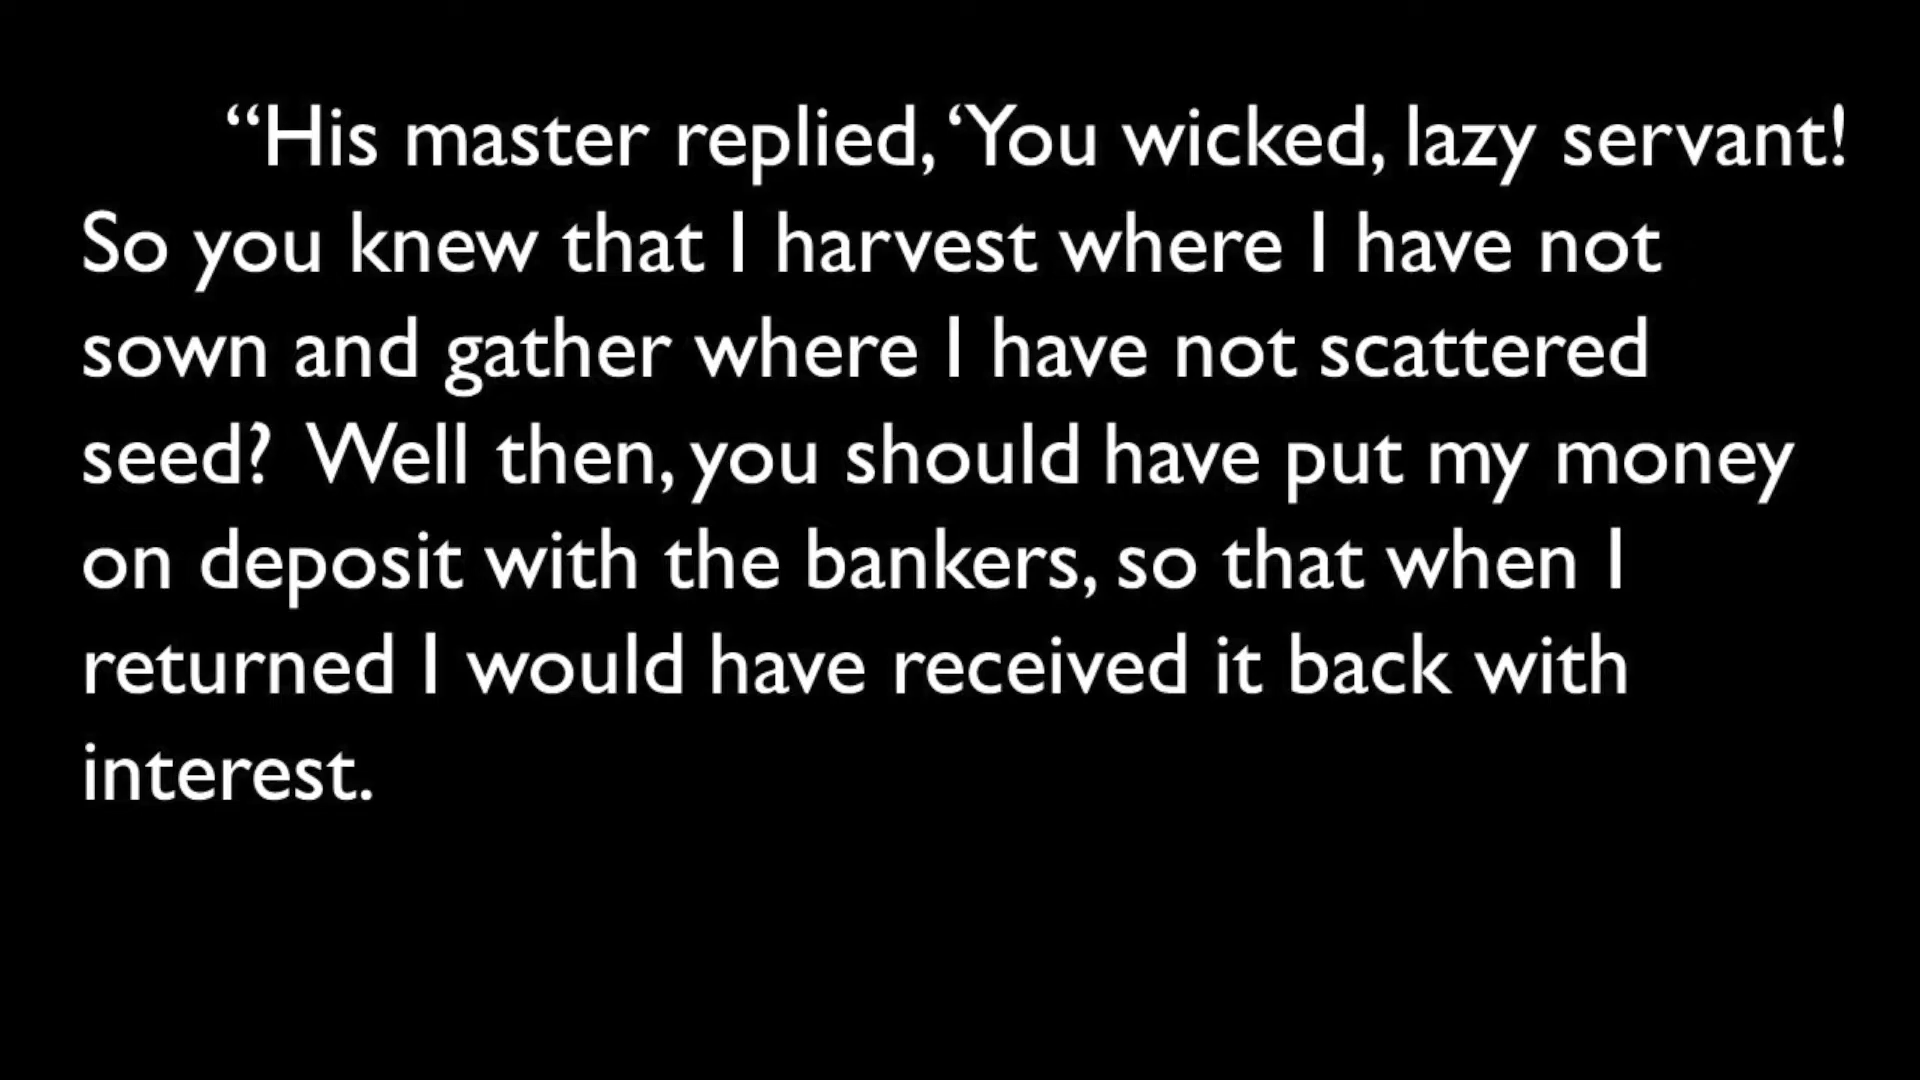 “His master replied, ‘You wicked, lazy servant!
So you knew that I harvest where I have not
sown and gather where I have not scattered
seed?  Well then, you should have put my money
on deposit with the bankers, so that when I
returned I would have received it back with
interest.